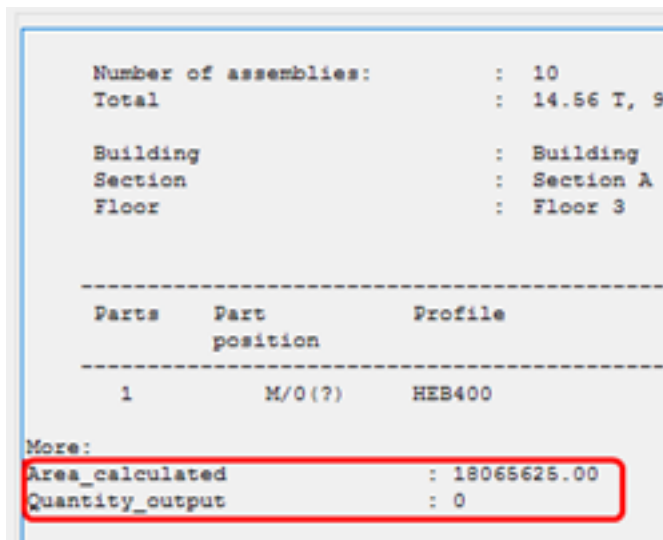 Number of assemblies: : 10
Total : 14.56 T, 9
Building : Building
Section : Section A
Floor : Floor 3
--------------------------------------------------
Parts Part Profile
position
--------------------------------------------------
1 M/0(?) HEB400
More:
Area_calculated : 18065625.00
Quantity_output : 0